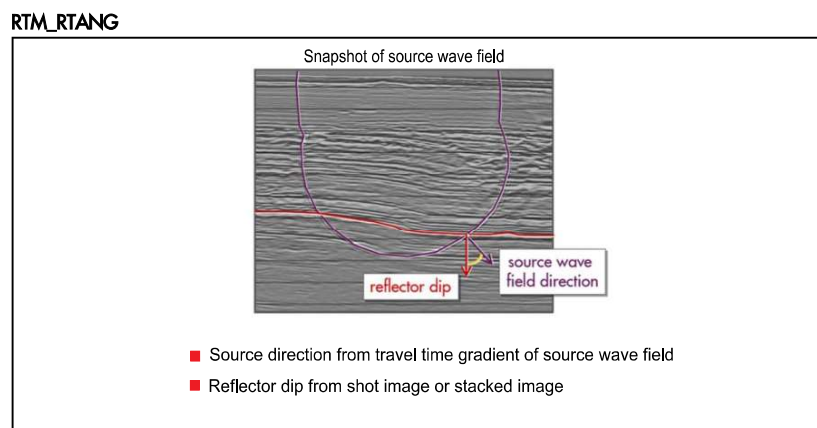 RTM_RTANG
Snapshot of source wave field
reflector dip
source wave
field direction
Source direction from travel time gradient of source wave field
Reflector dip from shot image or stacked image